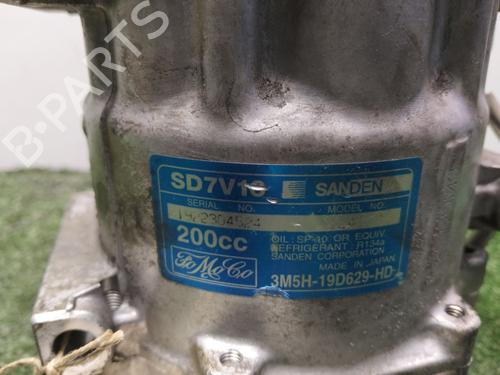 B-PARTS
SD7V16 SANDEN
SERIAL NO. MODEL NO.
200cc
OIL: SP-10 OR EQUIV.
REFRIGERANT: R134a
SANDEN CORPORATION
MADE IN JAPAN
FoMoCo
3M5H-19D629-HD